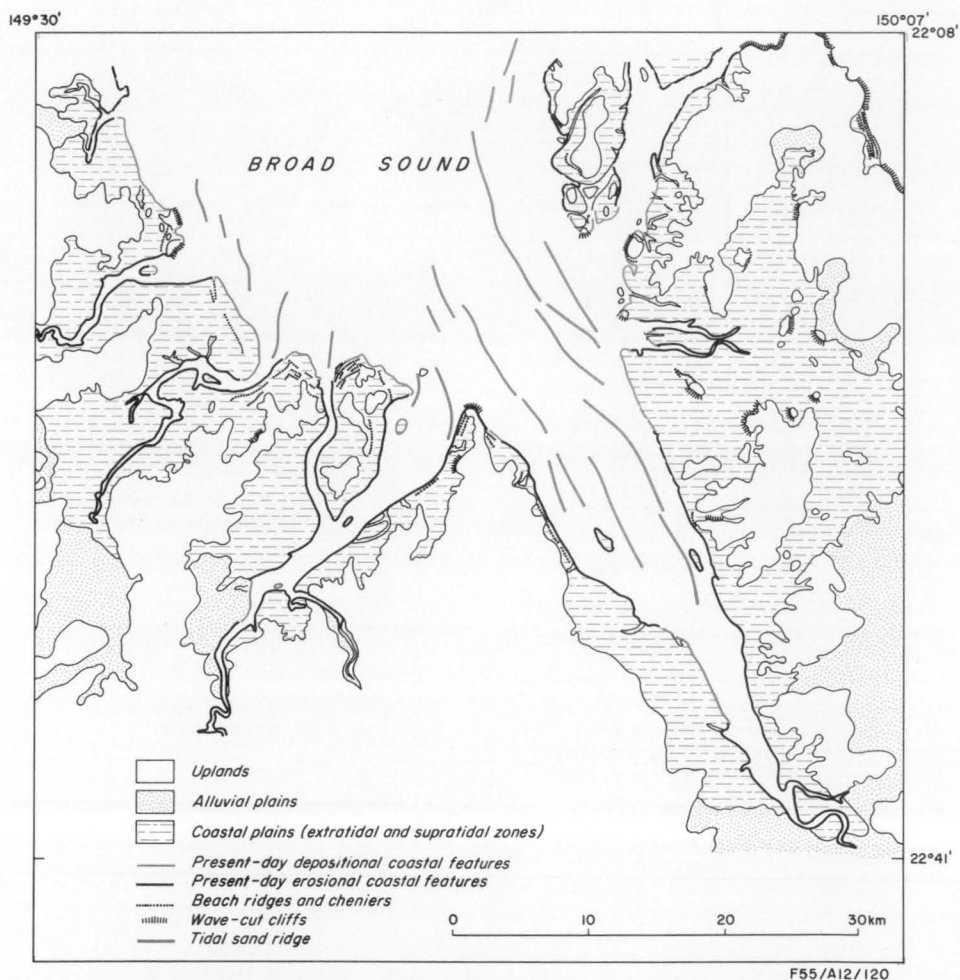 149°30'
150°07'
22°08'
BROAD SOUND
Uplands
Alluvial plains
Coastal plains (extratidal and supratidal zones)
Present-day depositional coastal features
Present-day erosional coastal features
Beach ridges and cheniers
Wave-cut cliffs
Tidal sand ridge
22°41'
0 10 20 30km
F55/A12/120